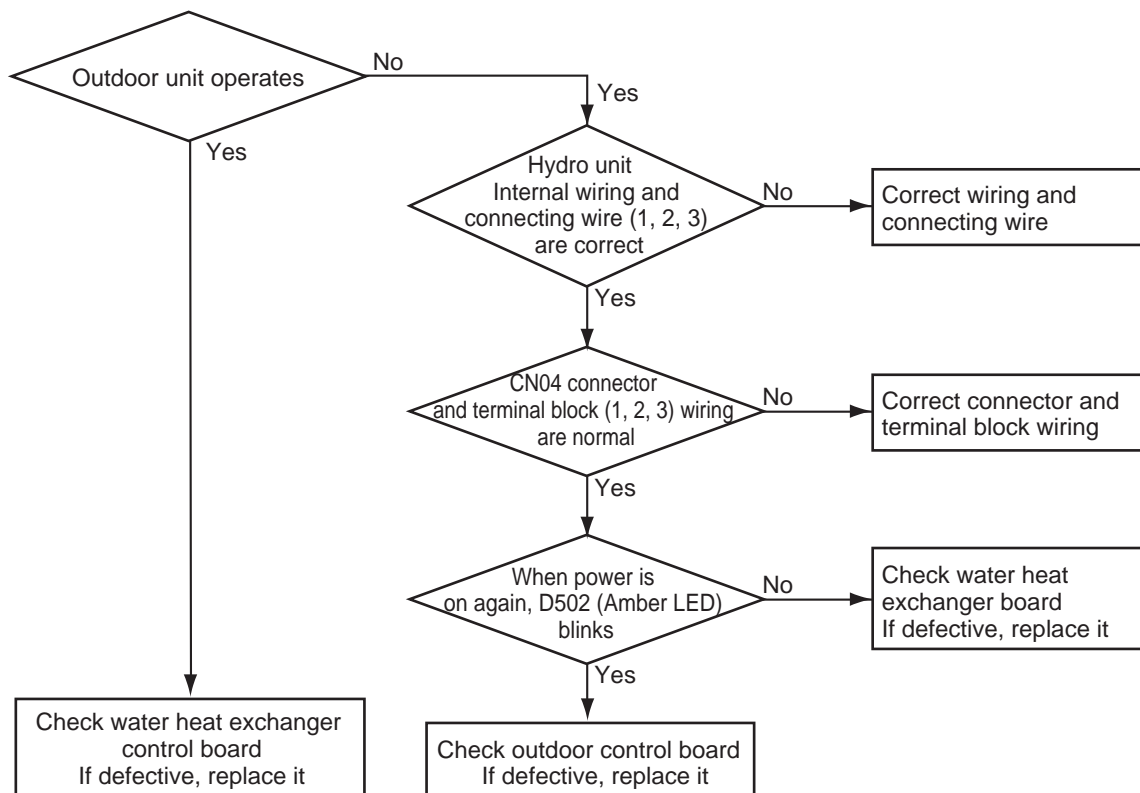 Outdoor unit operates
No
Yes
Yes
Hydro unit
Internal wiring and
connecting wire (1, 2, 3)
are correct
No
Correct wiring and
connecting wire
Yes
CN04 connector
and terminal block (1, 2, 3) wiring
are normal
No
Correct connector and
terminal block wiring
Yes
When power is
on again, D502 (Amber LED)
blinks
No
Check water heat
exchanger board
If defective, replace it
Yes
Check water heat exchanger
control board
If defective, replace it
Check outdoor control board
If defective, replace it